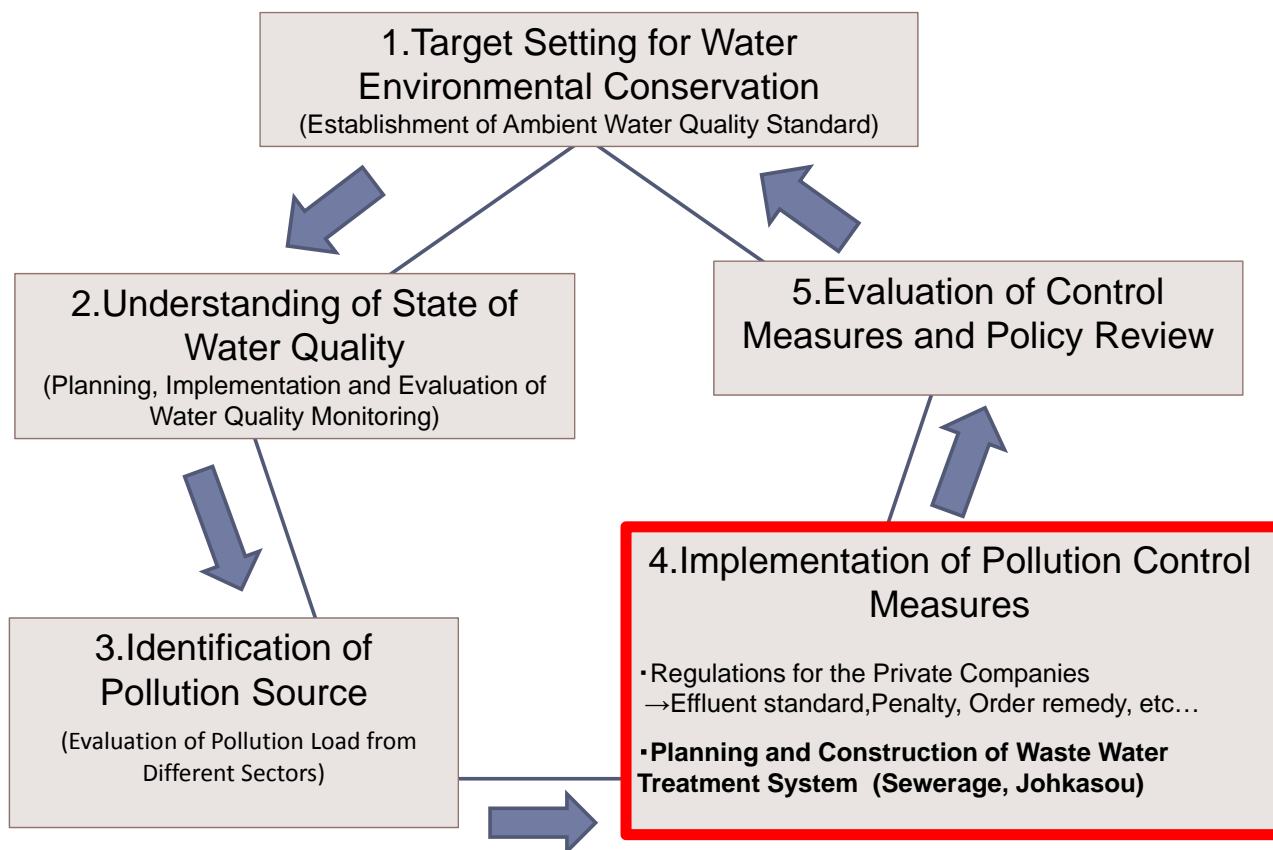 1.Target Setting for Water
Environmental Conservation
(Establishment of Ambient Water Quality Standard)
2.Understanding of State of
Water Quality
(Planning, Implementation and Evaluation of
Water Quality Monitoring)
3.Identification of
Pollution Source
(Evaluation of Pollution Load from
Different Sectors)
4.Implementation of Pollution Control
Measures
・Regulations for the Private Companies
→Effluent standard,Penalty, Order remedy, etc…
・Planning and Construction of Waste Water
Treatment System (Sewerage, Johkasou)
5.Evaluation of Control
Measures and Policy Review